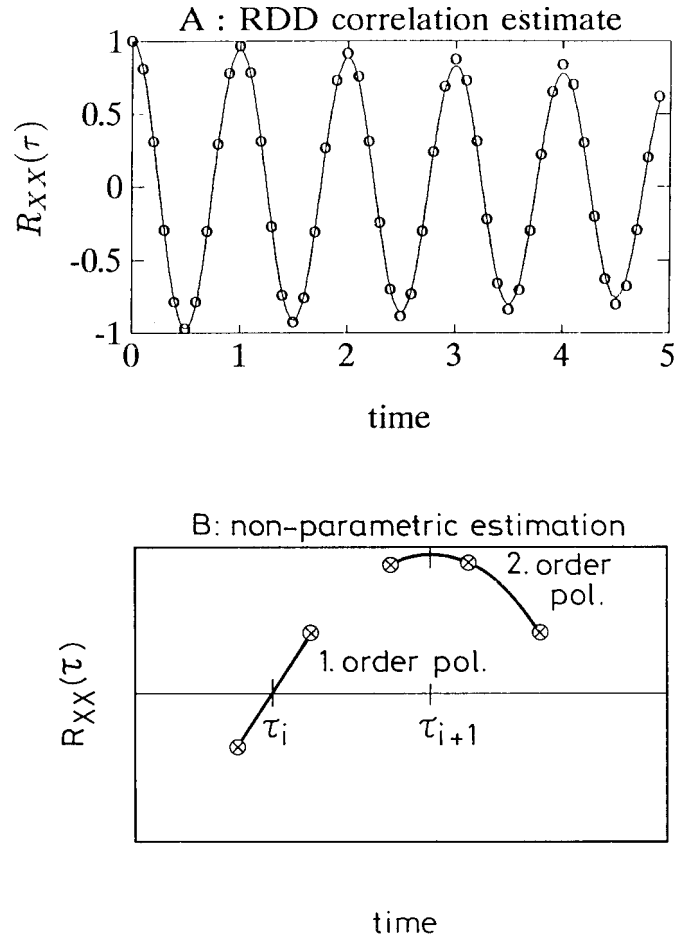 A : RDD correlation estimate
1
0.5
0
-0.5
-1
R_XX(τ)
0 1 2 3 4 5
time
B: non-parametric estimation
2. order
pol.
1. order pol.
R_XX(τ)
τ_i
τ_i+1
time